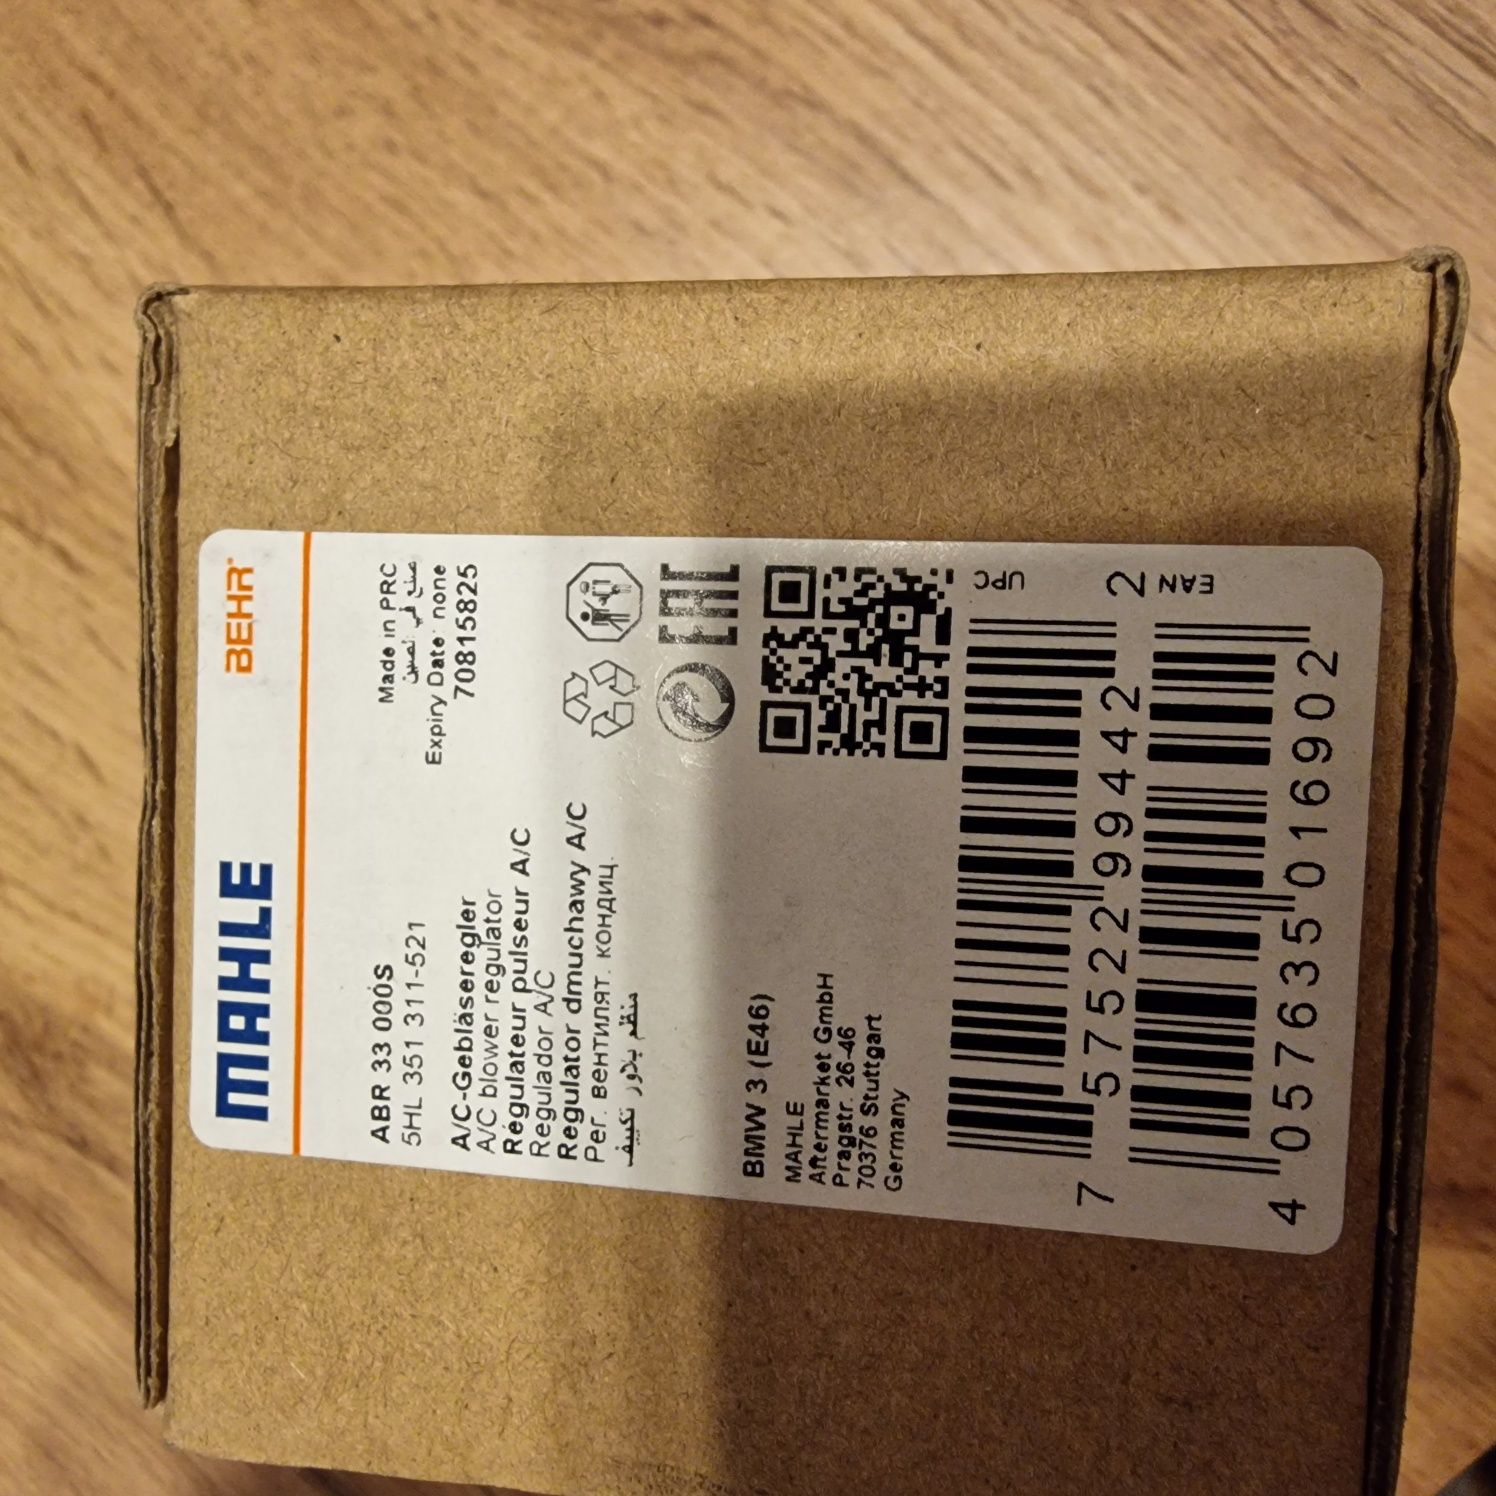 MAHLE
BEHR
ABR 33 000S
5HL 351 311-521
Made in PRC
صنع في الصين
Expiry Date: none
70815825
A/C-Gebläseregler
A/C blower regulator
Régulateur pulseur A/C
Regulador A/C
Regulator dmuchawy A/C
Рег. вентилят. кондиц.
منظم بدور تكييف
BMW 3 (E46)
MAHLE
Aftermarket GmbH
Pragstr. 26-46
70376 Stuttgart
Germany
EAC
UPC
7 57522 99442 2
EAN
4 057635 016902